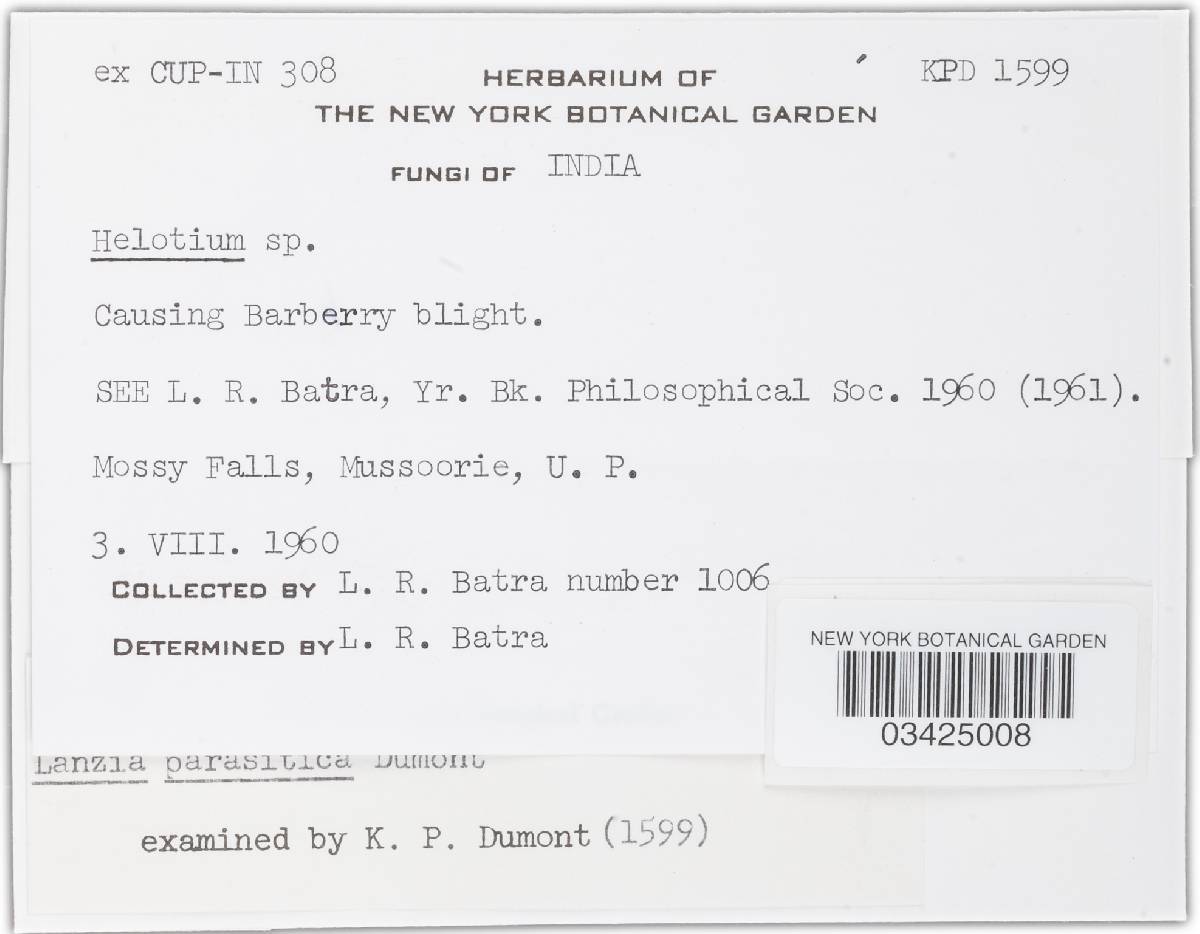 ex CUP-IN 308 HERBARIUM OF KPD 1599
THE NEW YORK BOTANICAL GARDEN
FUNGI OF INDIA
Helotium sp.
Causing Barberry blight.
SEE L. R. Batra, Yr. Bk. Philosophical Soc. 1960 (1961).
Mossy Falls, Mussoorie, U. P.
3. VIII. 1960
COLLECTED BY L. R. Batra number 1006
DETERMINED BY L. R. Batra
NEW YORK BOTANICAL GARDEN
03425008
Lanzia parasitica Dumont
examined by K. P. Dumont (1599)